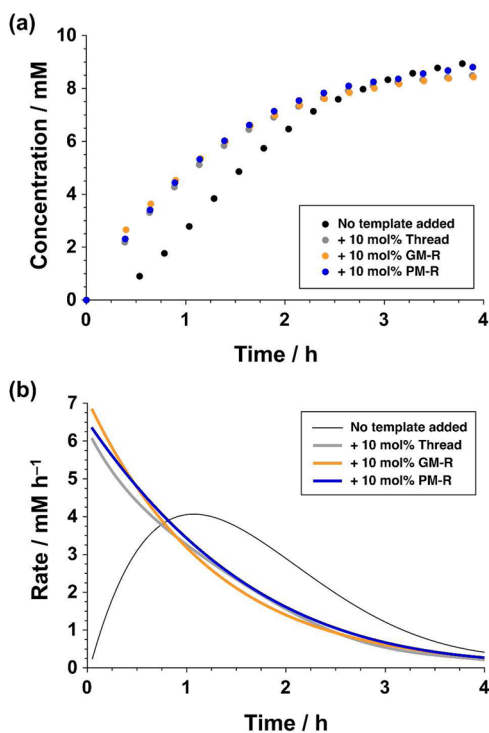 (a)
10
8
6
4
2
0
Concentration / mM
No template added
+ 10 mol% Thread
+ 10 mol% GM-R
+ 10 mol% PM-R
0
1
2
3
4
Time / h
(b)
7
6
5
4
3
2
1
0
Rate / mM h⁻¹
No template added
+ 10 mol% Thread
+ 10 mol% GM-R
+ 10 mol% PM-R
0
1
2
3
4
Time / h